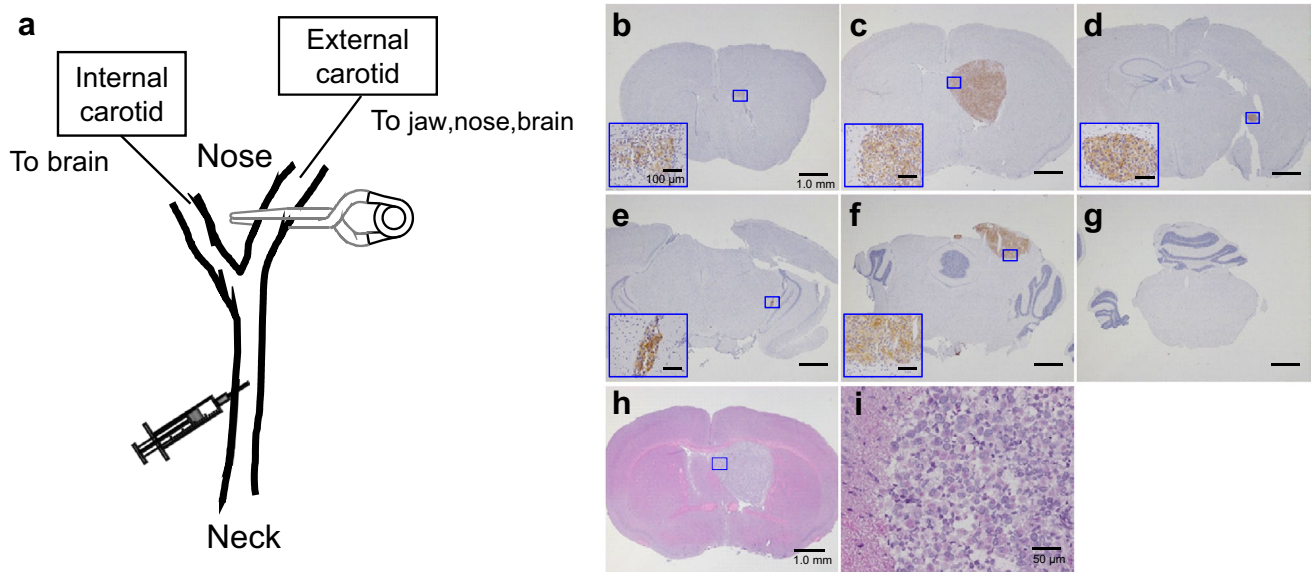 a
Internal
carotid
External
carotid
To brain
To jaw,nose,brain
Nose
Neck
b
100 µm
1.0 mm
c
d
e
f
g
h
1.0 mm
i
50 µm